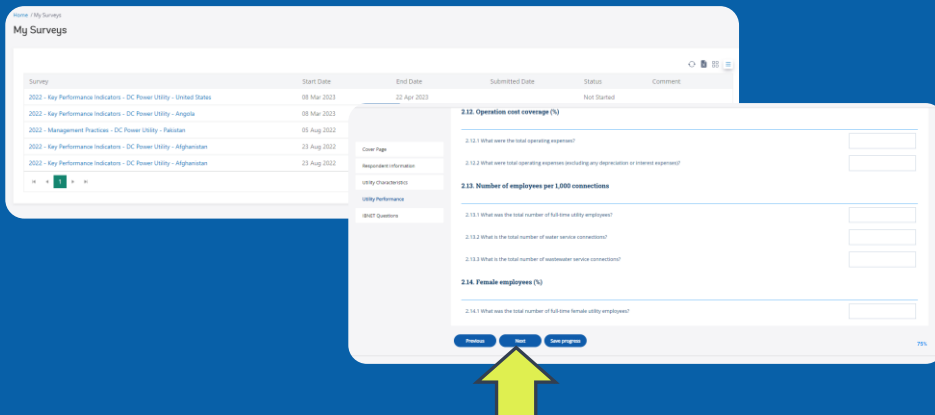 Home / My Surveys
My Surveys
Survey Start Date End Date Submitted Date Status Comment
2022 - Key Performance Indicators - DC Power Utility - United States 08 Mar 2023 22 Apr 2023 Not Started
2022 - Key Performance Indicators - DC Power Utility - Angola 08 Mar 2023
2022 - Management Practices - DC Power Utility - Pakistan 05 Aug 2022
2022 - Key Performance Indicators - DC Power Utility - Afghanistan 23 Aug 2022
2022 - Key Performance Indicators - DC Power Utility - Afghanistan 23 Aug 2022
1
Cover Page
Respondent Information
Utility Characteristics
Utility Performance
IBNET Questions
2.12. Operation cost coverage (%)
2.12.1 What were the total operating expenses?
2.12.2 What were total operating expenses (excluding any depreciation or interest expenses)?
2.13. Number of employees per 1,000 connections
2.13.1 What was the total number of full-time utility employees?
2.13.2 What is the total number of water service connections?
2.13.3 What is the total number of wastewater service connections?
2.14. Female employees (%)
2.14.1 What was the total number of full-time female utility employees?
Previous Next Save progress
75%